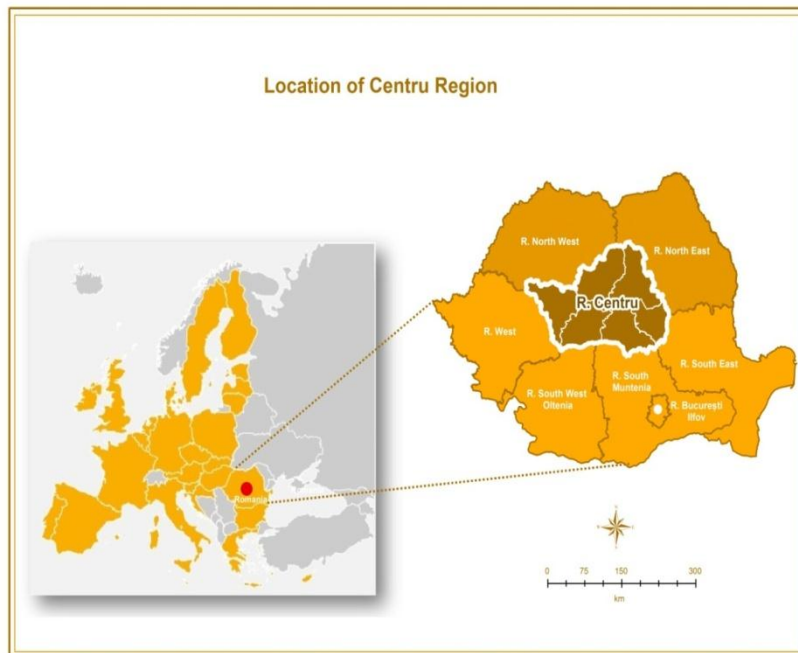 Location of Centru Region
R. North West
R. North East
R. Centru
R. West
R. South East
R. South
Muntenia
R. South West
Oltenia
R. București
Ilfov
Romania
0 75 150 300
km